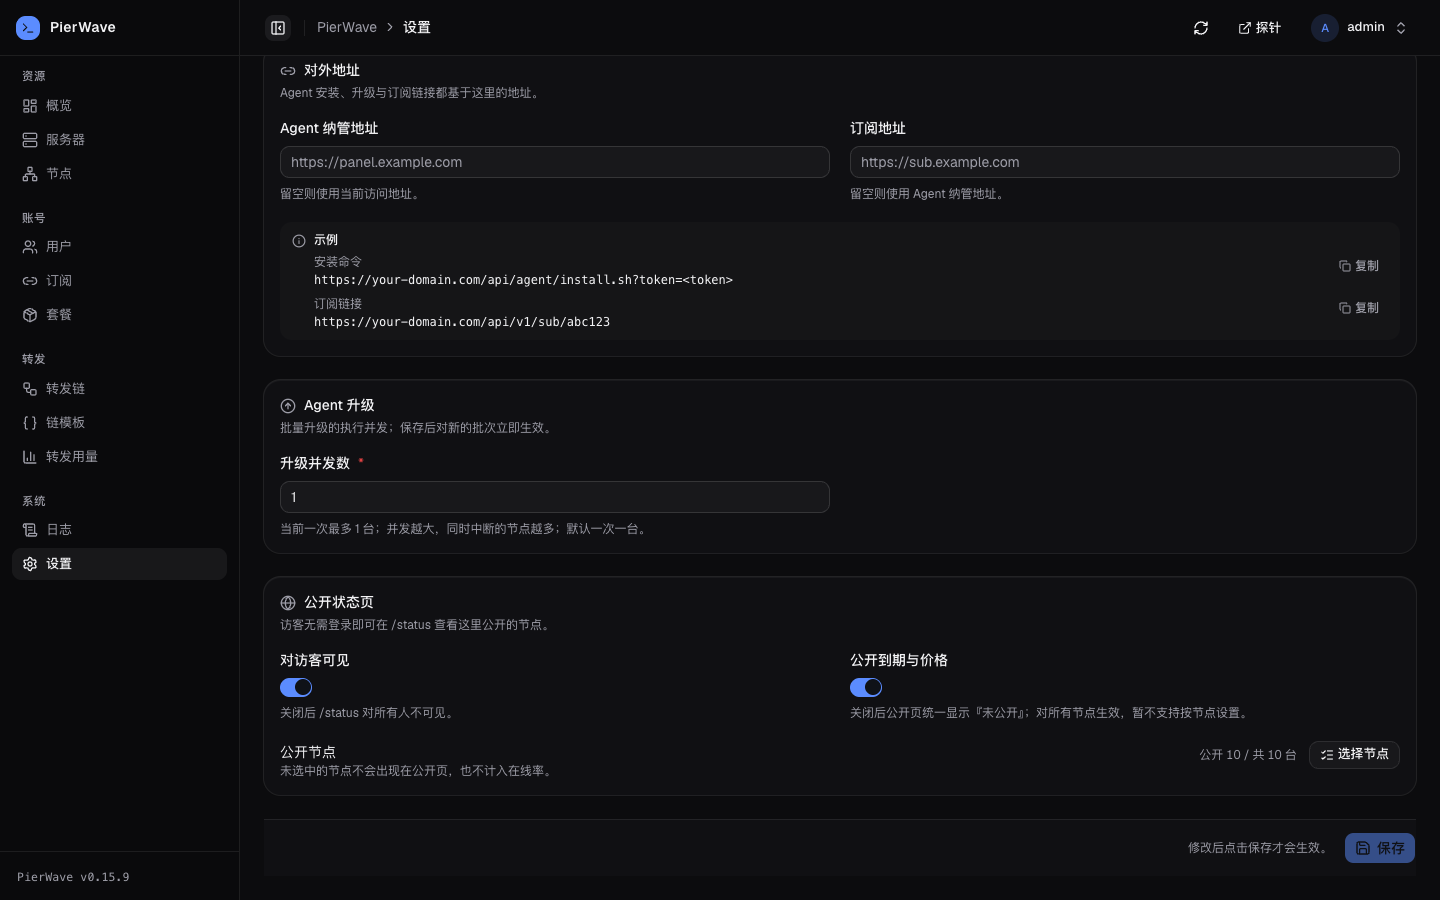 PierWave
PierWave
设置
探针
A
admin
资源
概览
服务器
节点
账号
用户
订阅
套餐
转发
转发链
链模板
转发用量
系统
日志
设置
PierWave v0.15.9
对外地址
Agent 安装、升级与订阅链接都基于这里的地址。
Agent 纳管地址
https://panel.example.com
留空则使用当前访问地址。
订阅地址
https://sub.example.com
留空则使用 Agent 纳管地址。
示例
安装命令
https://your-domain.com/api/agent/install.sh?token=<token>
复制
订阅链接
https://your-domain.com/api/v1/sub/abc123
复制
Agent 升级
批量升级的执行并发；保存后对新的批次立即生效。
升级并发数 *
1
当前一次最多 1 台；并发越大，同时中断的节点越多；默认一次一台。
公开状态页
访客无需登录即可在 /status 查看这里公开的节点。
对访客可见
关闭后 /status 对所有人不可见。
公开到期与价格
关闭后公开页统一显示『未公开』；对所有节点生效，暂不支持按节点设置。
公开节点
未选中的节点不会出现在公开页，也不计入在线率。
公开 10 / 共 10 台
选择节点
修改后点击保存才会生效。
保存